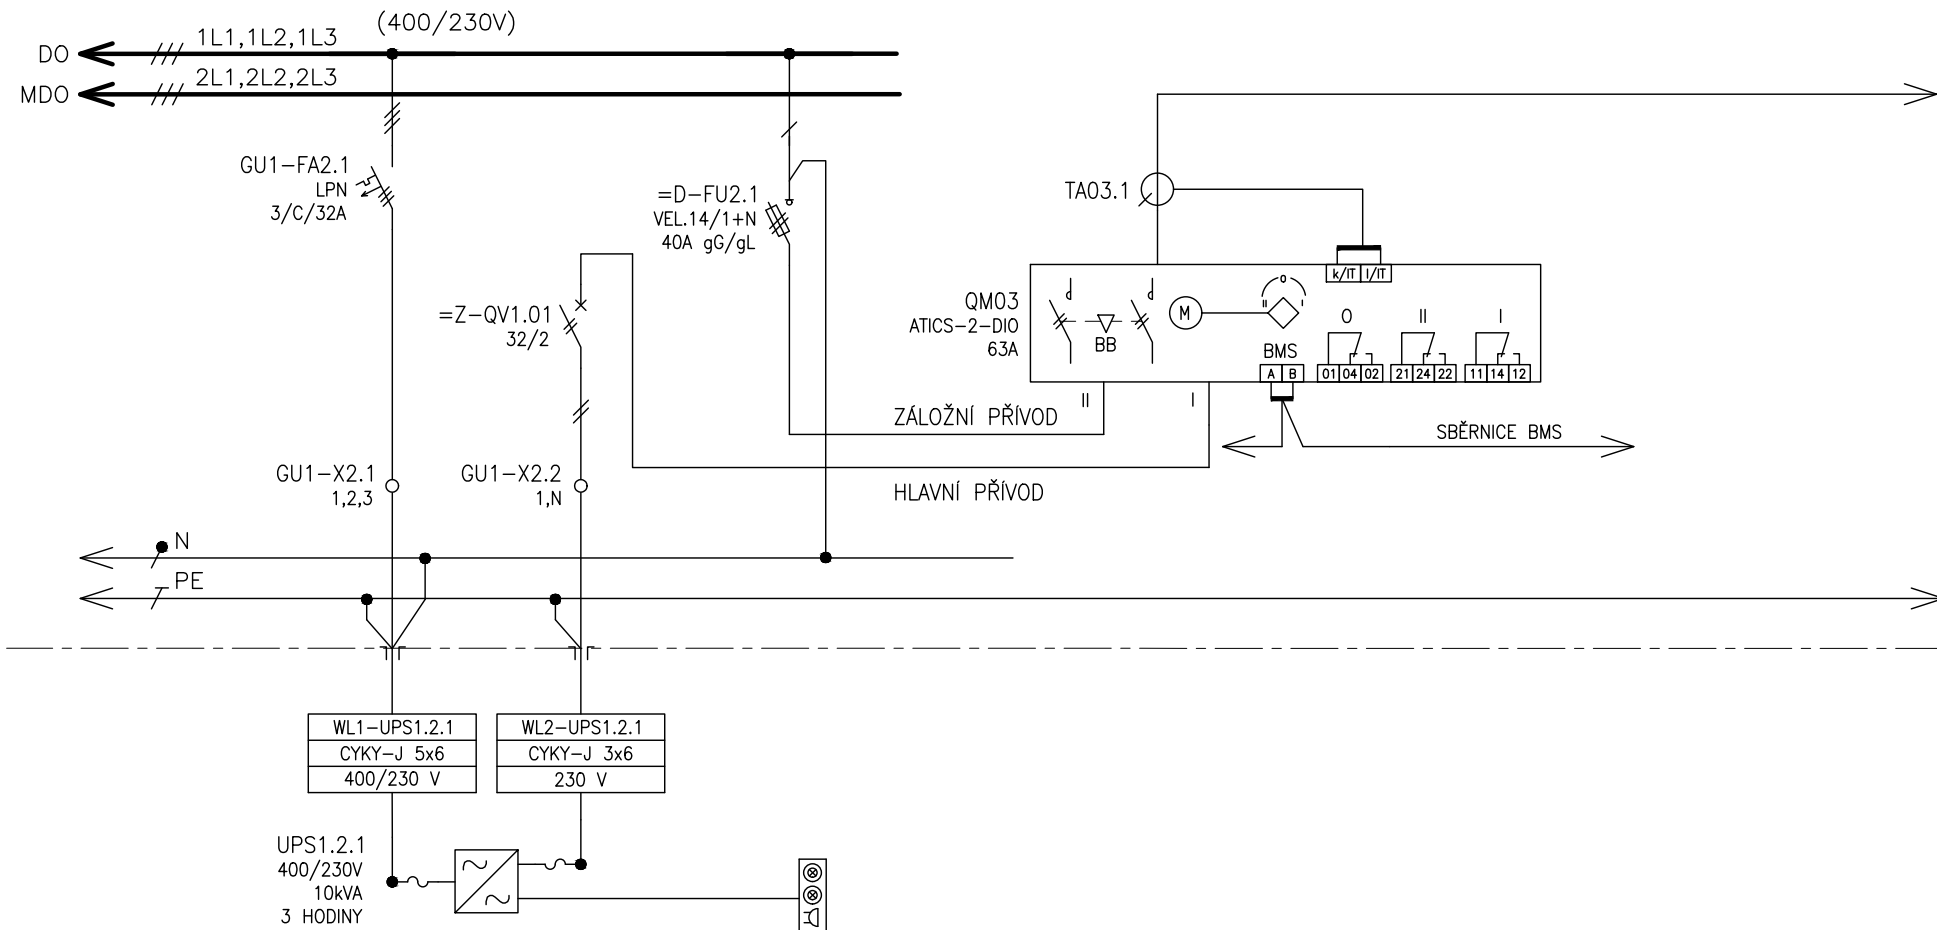 (400/230V)
DO
1L1,1L2,1L3
MDO
2L1,2L2,2L3
GU1-FA2.1
LPN
3/C/32A
=D-FU2.1
VEL.14/1+N
40A gG/gL
=Z-QV1.01
32/2
TA03.1
k/IT l/IT
QM03
ATICS-2-DIO
63A
BB
M
0
II
I
BMS
A B
O
01 04 02
II
21 24 22
I
11 14 12
II
I
ZÁLOŽNÍ PŘÍVOD
SBĚRNICE BMS
HLAVNÍ PŘÍVOD
GU1-X2.1
1,2,3
GU1-X2.2
1,N
N
PE
WL1-UPS1.2.1
CYKY-J 5x6
400/230 V
WL2-UPS1.2.1
CYKY-J 3x6
230 V
UPS1.2.1
400/230V
10kVA
3 HODINY